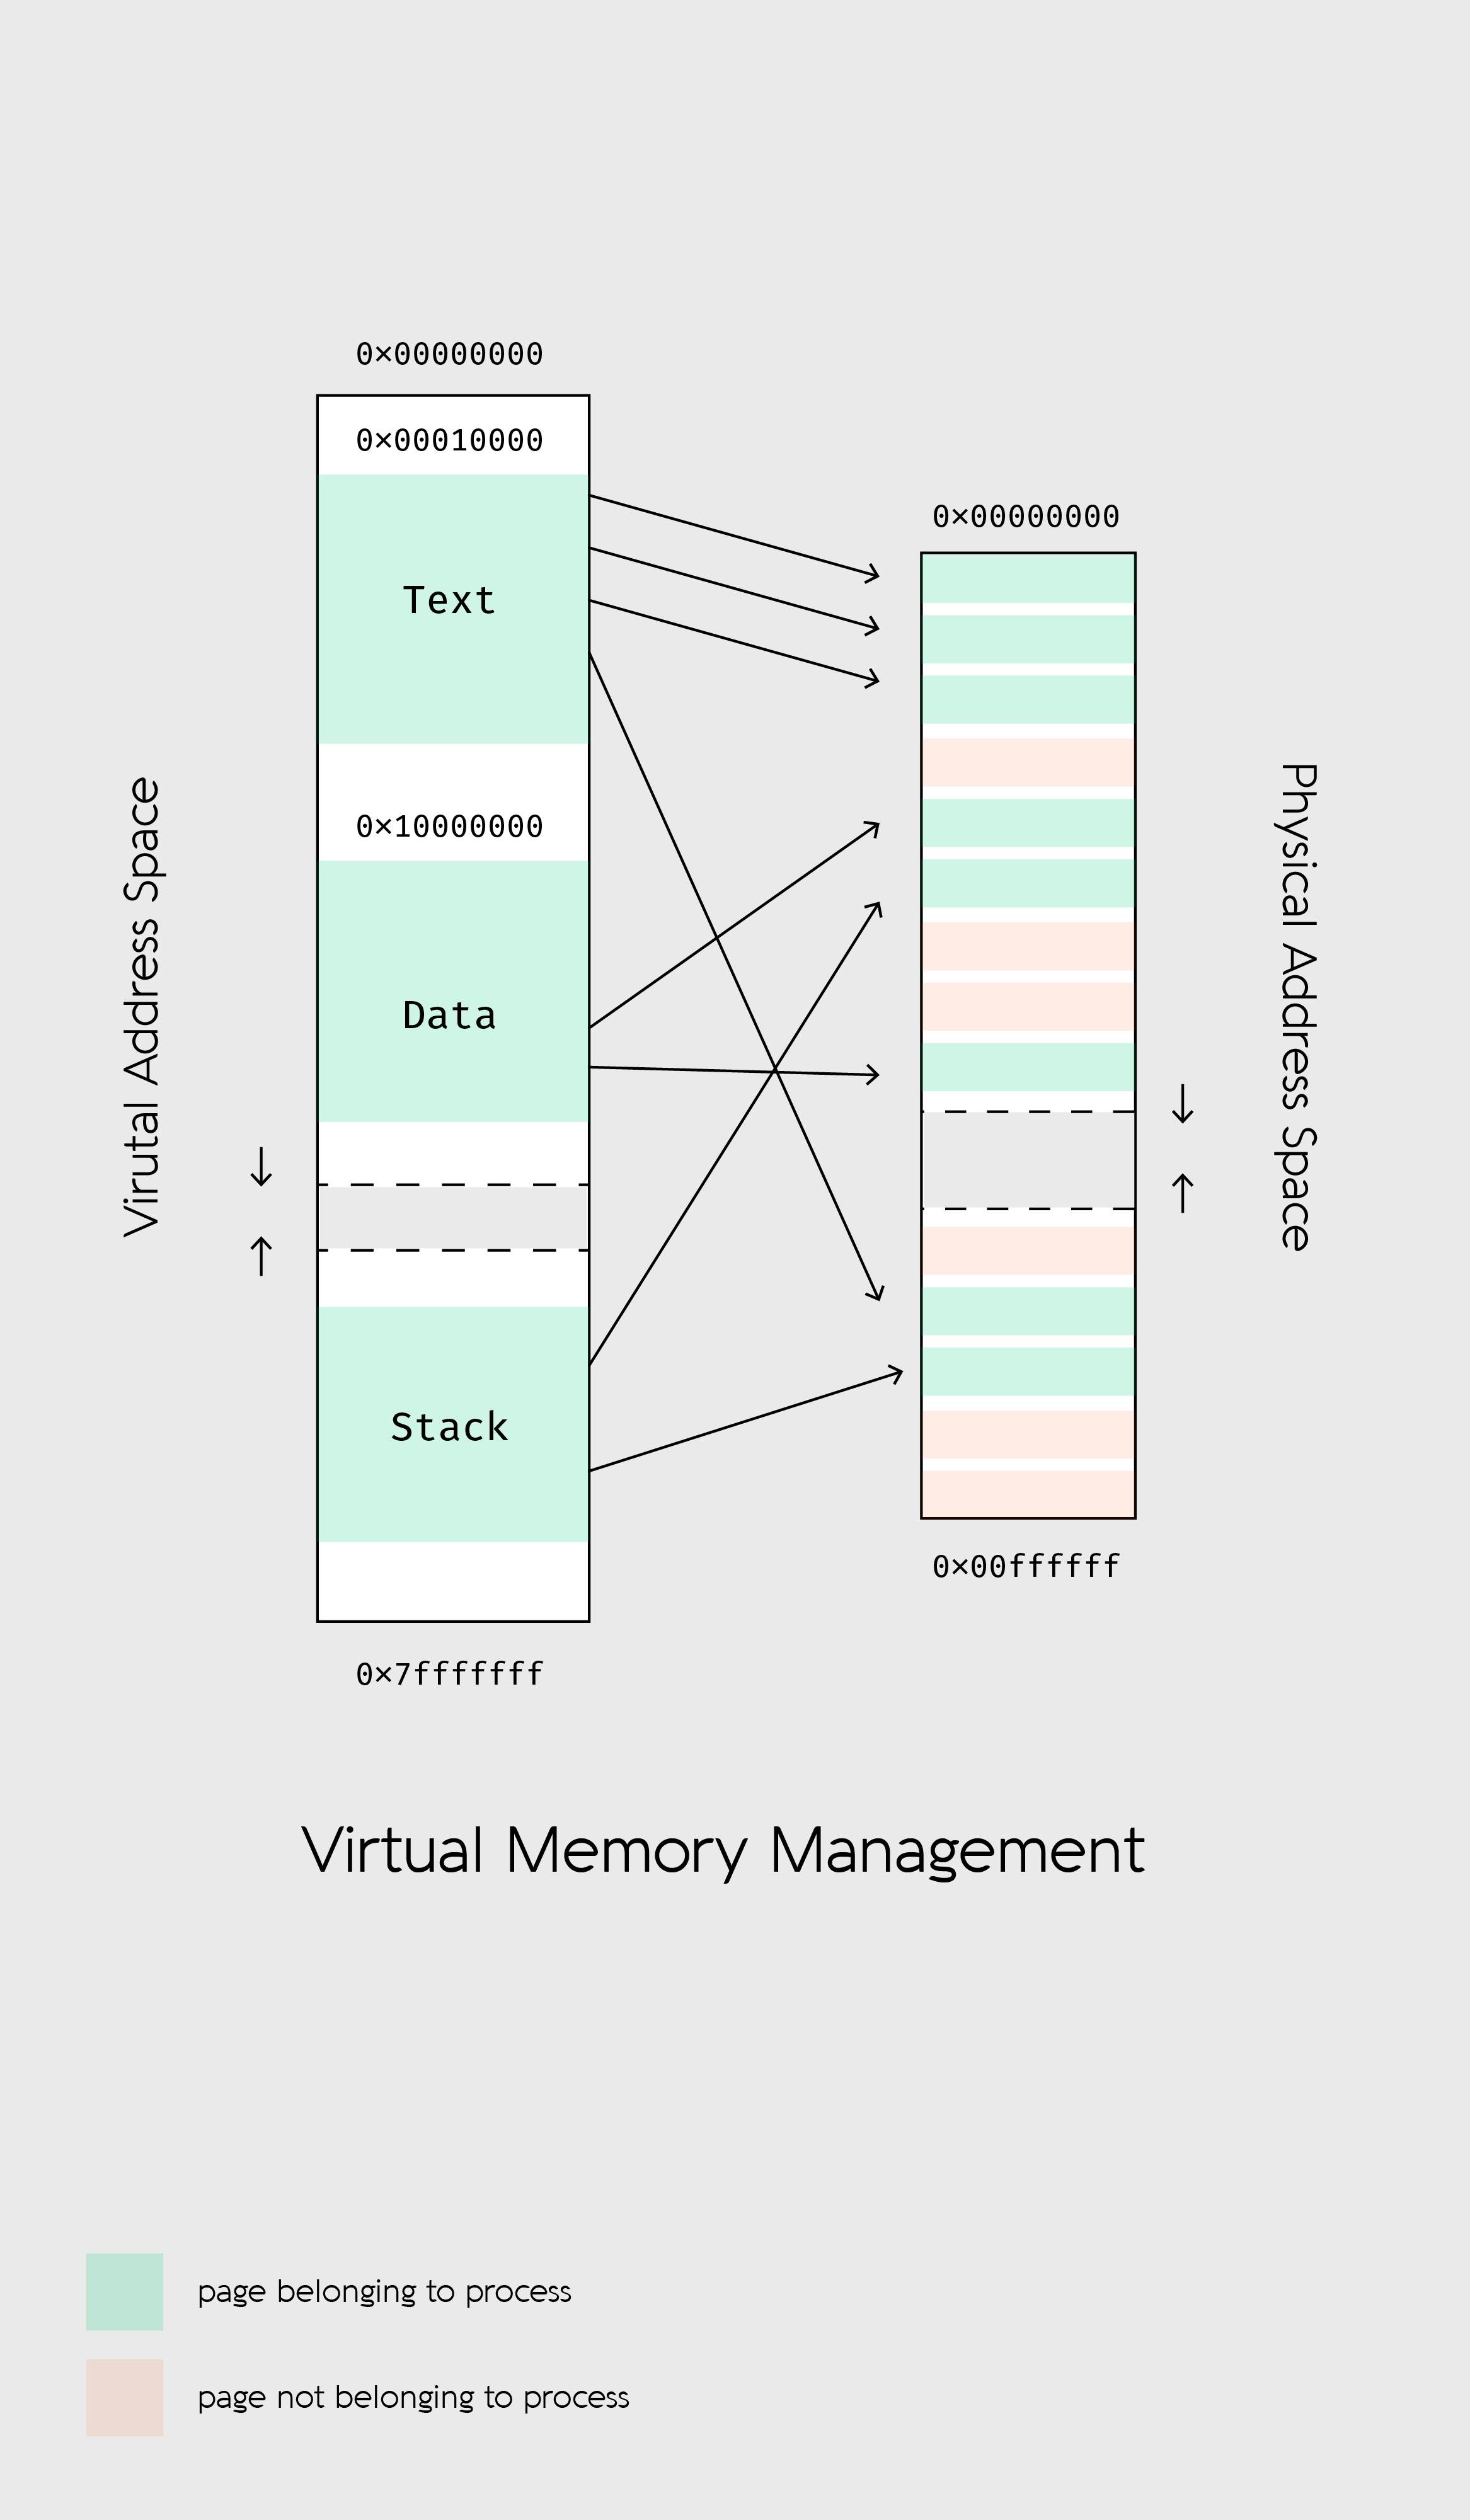 0×00000000
0×00010000
Text
0×10000000
Data
Stack
0×7fffffff
Virutal Address Space
0×00000000
0×00ffffff
Physical Address Space
Virtual Memory Management
page belonging to process
page not belonging to process